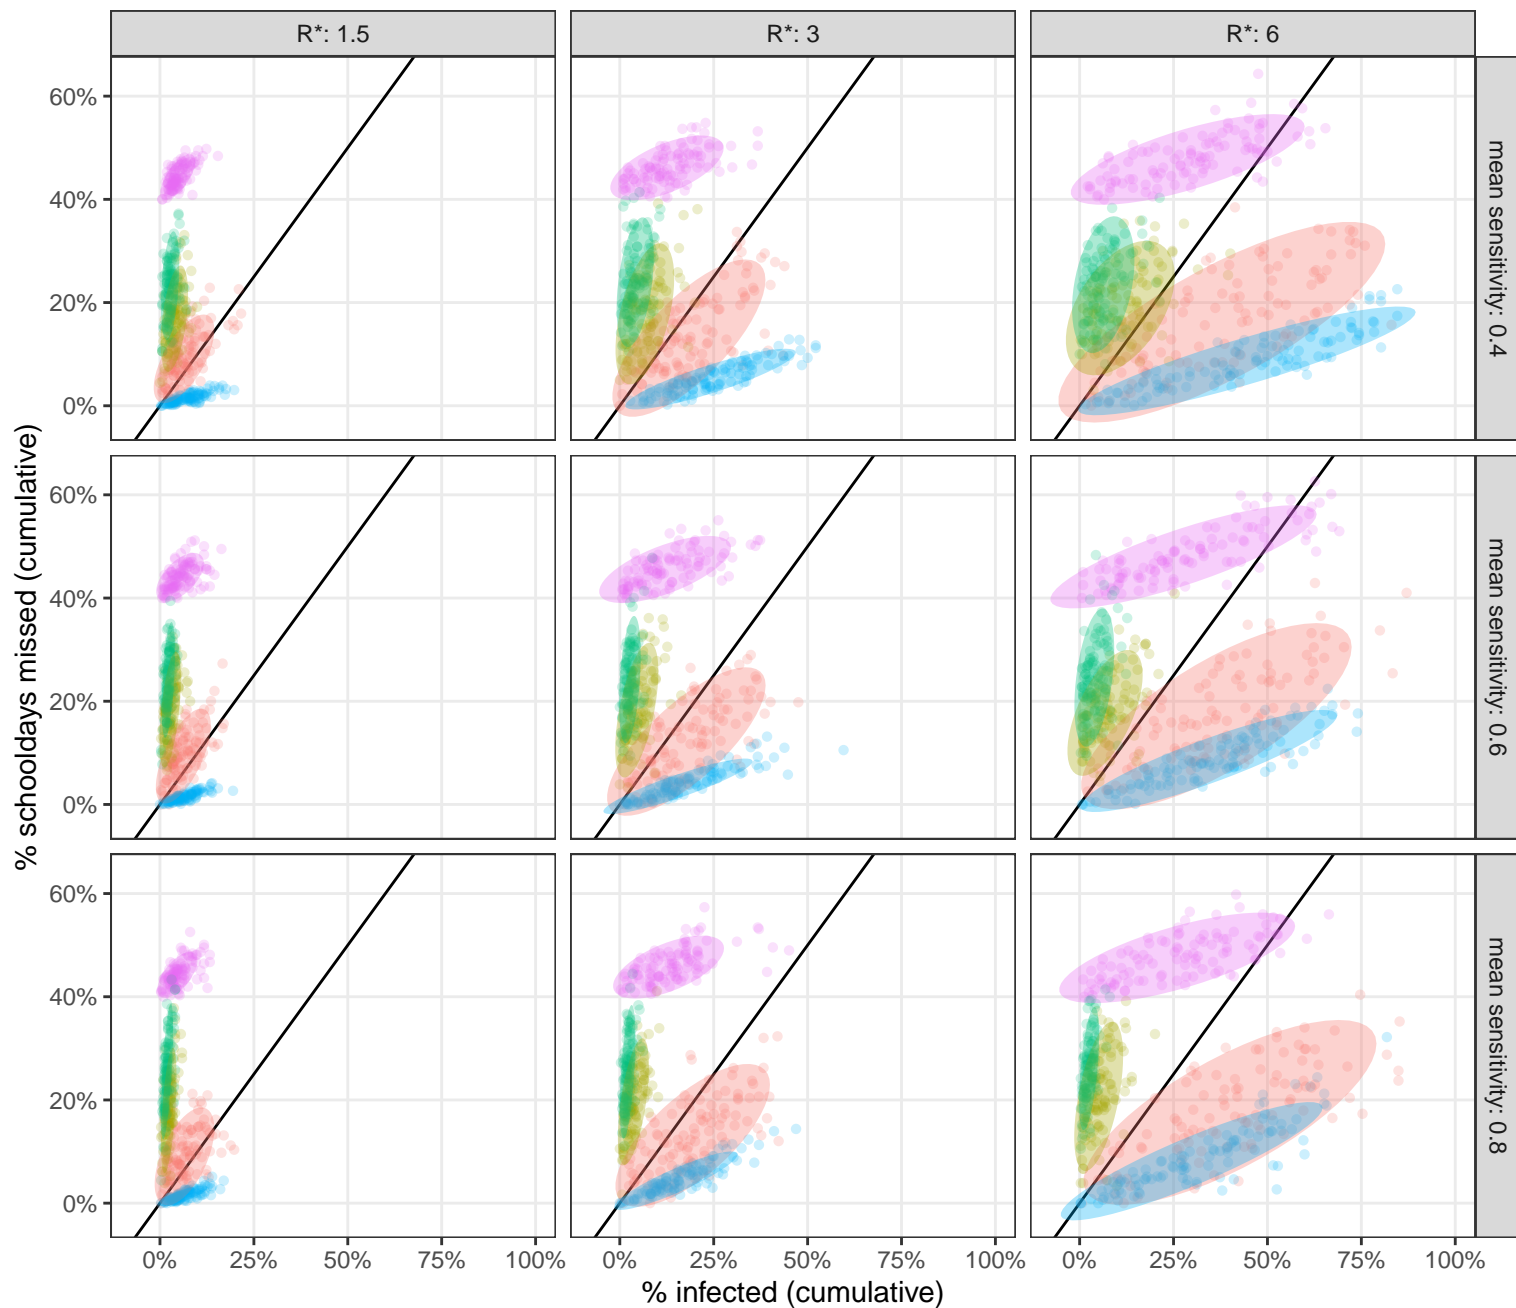 R*: 1.5
R*: 3
R*: 6
60%
40%
20%
0%
mean sensitivity: 0.4
% schooldays missed (cumulative)
60%
40%
20%
0%
mean sensitivity: 0.6
60%
40%
20%
0%
mean sensitivity: 0.8
0% 25% 50% 75% 100%
0% 25% 50% 75% 100%
0% 25% 50% 75% 100%
% infected (cumulative)